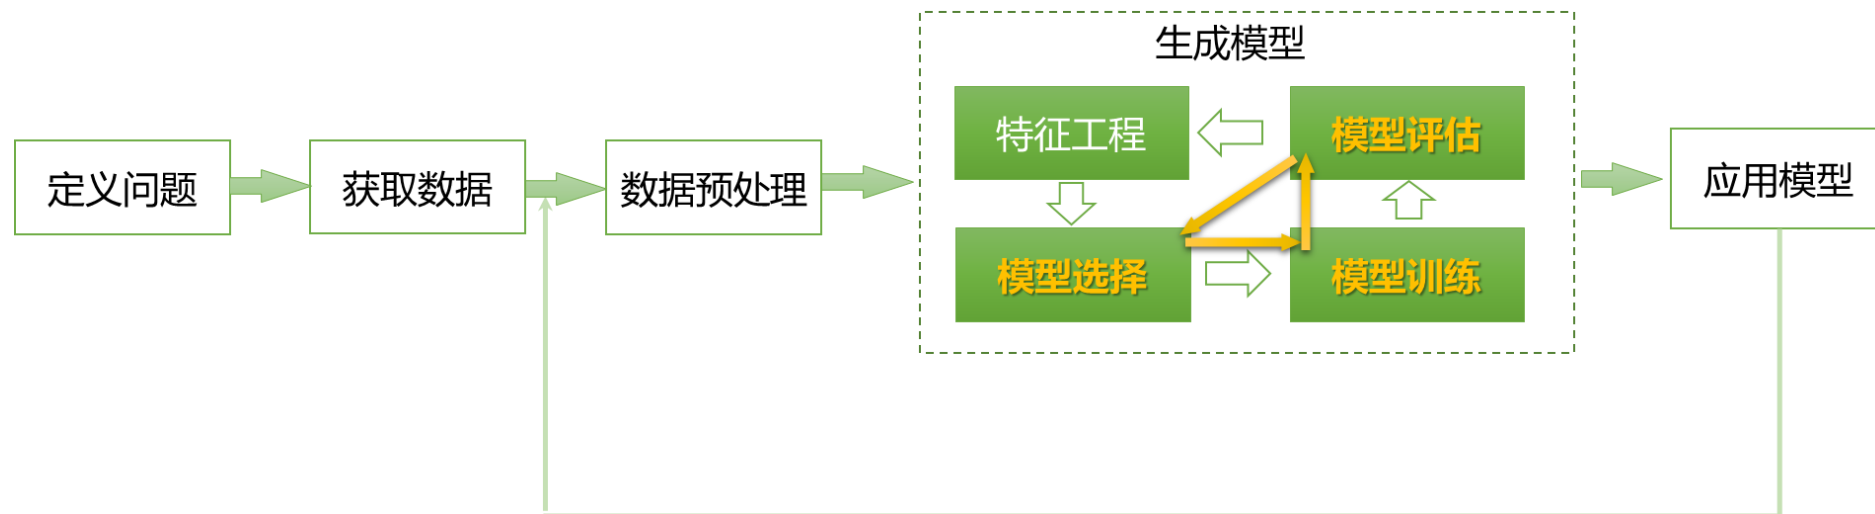 定义问题
获取数据
数据预处理
生成模型
特征工程
模型评估
模型选择
模型训练
应用模型